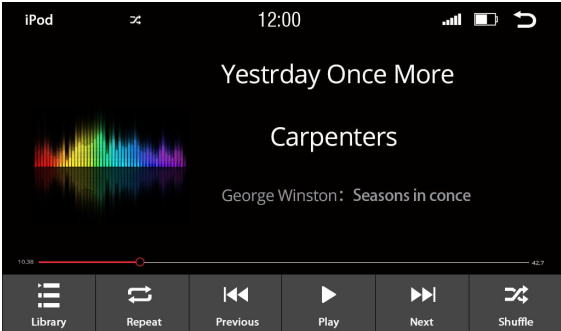 iPod 12:00
Yestrday Once More
Carpenters
George Winston: Seasons in conce
10.38 42.7
Library Repeat Previous Play Next Shuffle